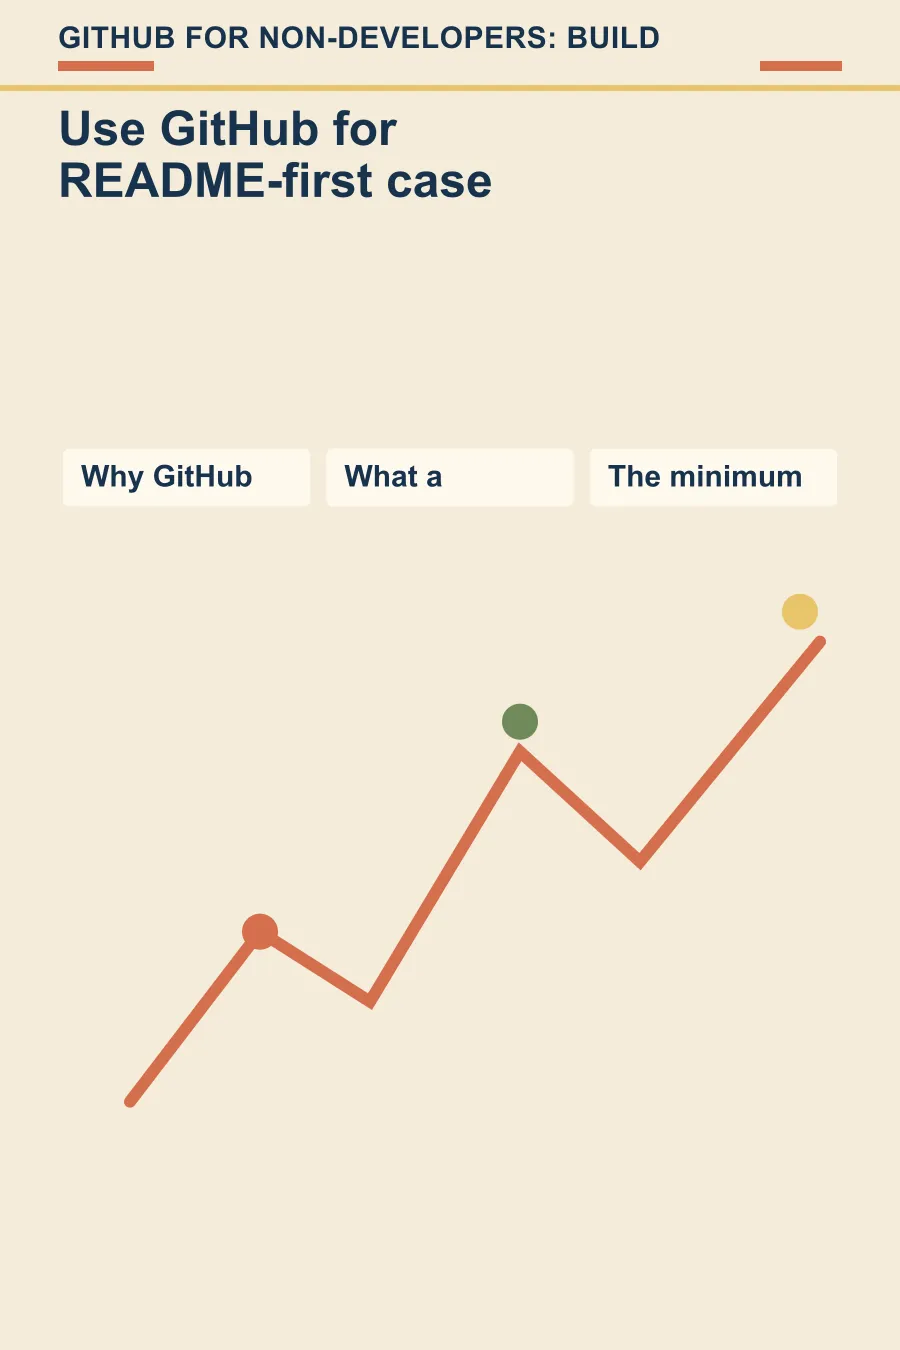 GITHUB FOR NON-DEVELOPERS: BUILD
Use GitHub for
README-first case
Why GitHub
What a
The minimum